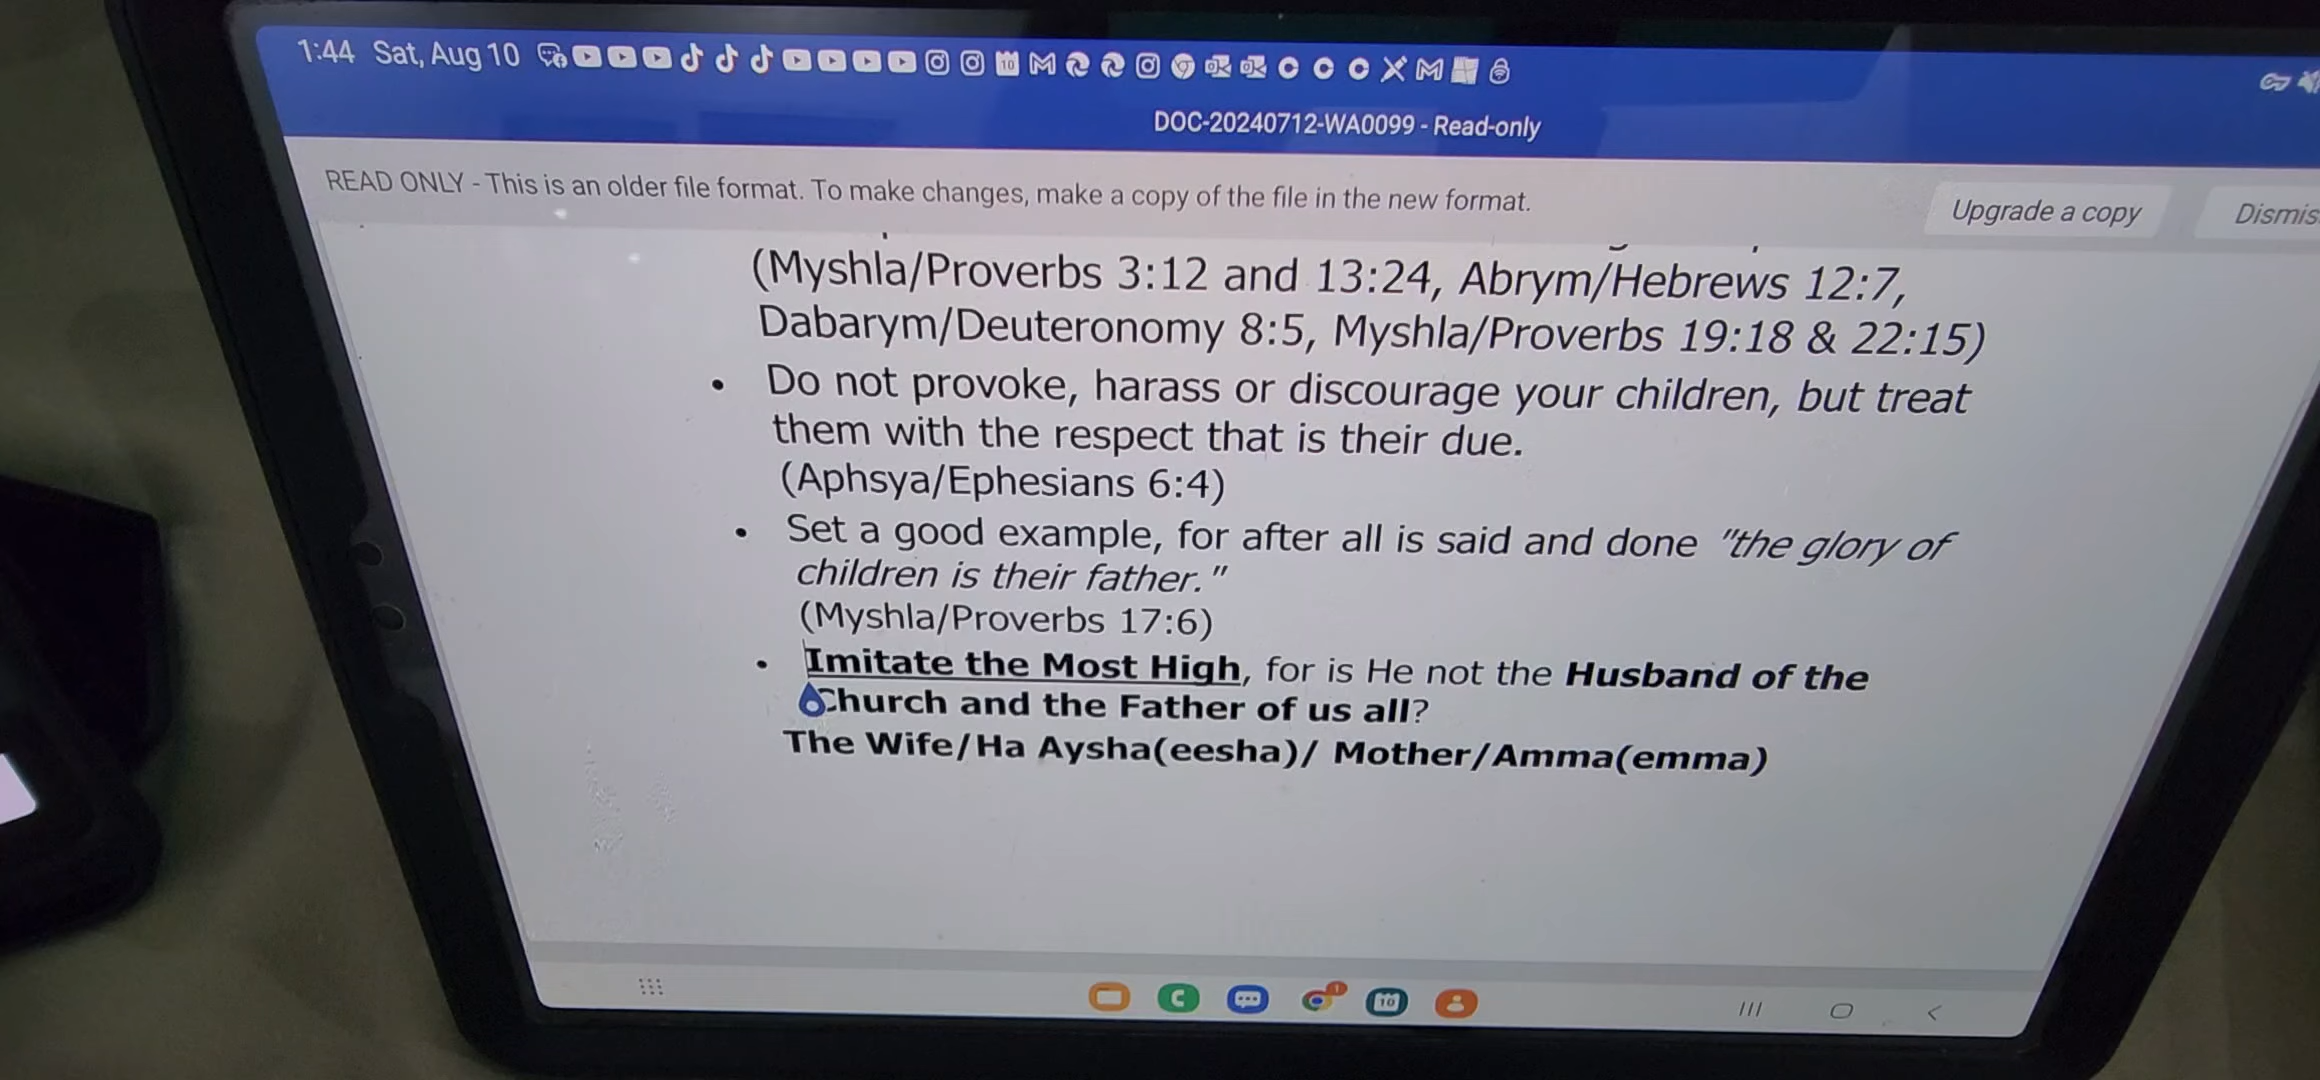 1:44 Sat, Aug 10
DOC-20240712-WA0099 - Read-only
READ ONLY - This is an older file format. To make changes, make a copy of the file in the new format.
Upgrade a copy
Dismis
(Myshla/Proverbs 3:12 and 13:24, Abrym/Hebrews 12:7,
Dabarym/Deuteronomy 8:5, Myshla/Proverbs 19:18 & 22:15)
• Do not provoke, harass or discourage your children, but treat
them with the respect that is their due.
(Aphsya/Ephesians 6:4)
• Set a good example, for after all is said and done "the glory of
children is their father."
(Myshla/Proverbs 17:6)
• Imitate the Most High, for is He not the Husband of the
Church and the Father of us all?
The Wife/Ha Aysha(eesha)/ Mother/Amma(emma)